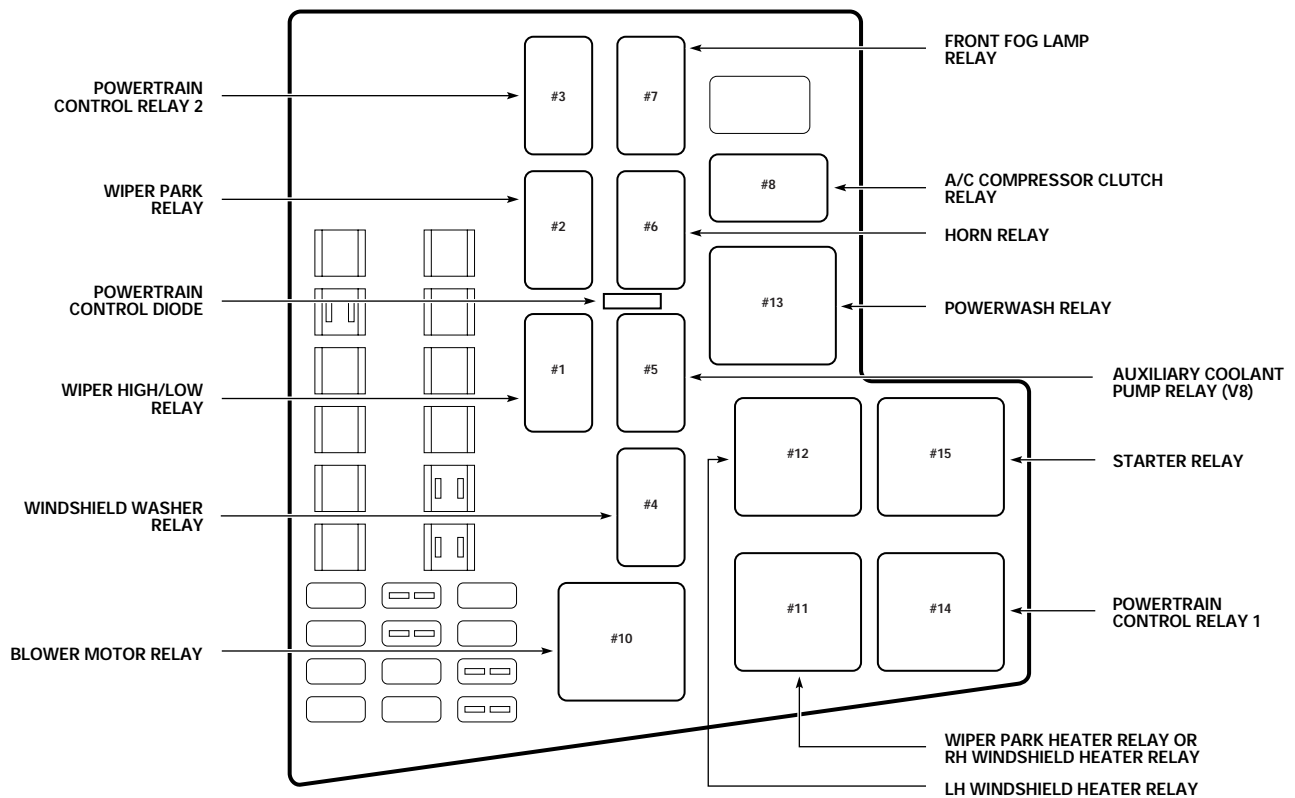 FRONT FOG LAMP
RELAY
POWERTRAIN
CONTROL RELAY 2
#3
#7
A/C COMPRESSOR CLUTCH
RELAY
#8
WIPER PARK
RELAY
#2
#6
HORN RELAY
POWERTRAIN
CONTROL DIODE
#13
POWERWASH RELAY
WIPER HIGH/LOW
RELAY
#1
#5
AUXILIARY COOLANT
PUMP RELAY (V8)
#12
#15
STARTER RELAY
WINDSHIELD WASHER
RELAY
#4
#11
#14
POWERTRAIN
CONTROL RELAY 1
BLOWER MOTOR RELAY
#10
WIPER PARK HEATER RELAY OR
RH WINDSHIELD HEATER RELAY
LH WINDSHIELD HEATER RELAY